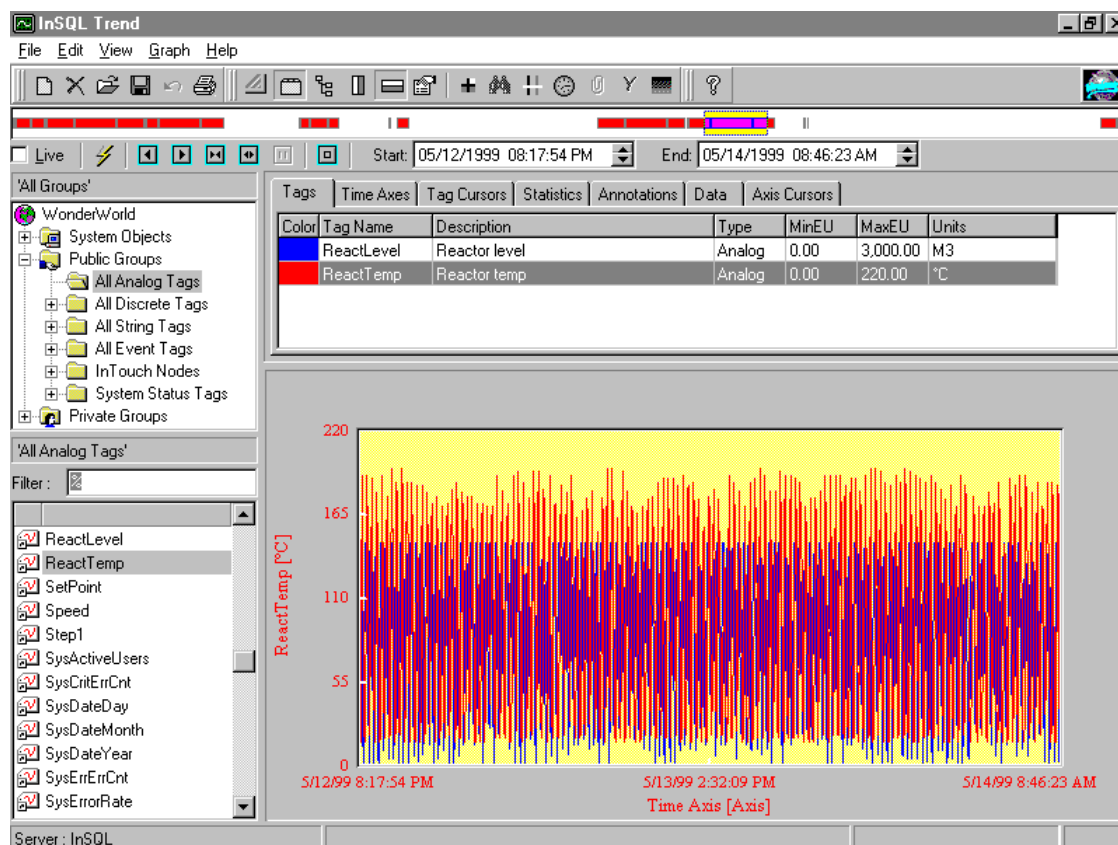 InSQL Trend
File Edit View Graph Help
Live Start: 05/12/1999 08:17:54 PM End: 05/14/1999 08:46:23 AM
'All Groups'
WonderWorld
System Objects
Public Groups
All Analog Tags
All Discrete Tags
All String Tags
All Event Tags
InTouch Nodes
System Status Tags
Private Groups
'All Analog Tags'
Filter : %
ReactLevel
ReactTemp
SetPoint
Speed
Step1
SysActiveUsers
SysCritErrCnt
SysDateDay
SysDateMonth
SysDateYear
SysErrErrCnt
SysErrorRate
Tags Time Axes Tag Cursors Statistics Annotations Data Axis Cursors
Color Tag Name Description Type MinEU MaxEU Units
ReactLevel Reactor level Analog 0.00 3,000.00 M3
ReactTemp Reactor temp Analog 0.00 220.00 °C
220
165
110
55
0
ReactTemp [°C]
5/12/99 8:17:54 PM 5/13/99 2:32:09 PM 5/14/99 8:46:23 AM
Time Axis [Axis]
Server : InSQL